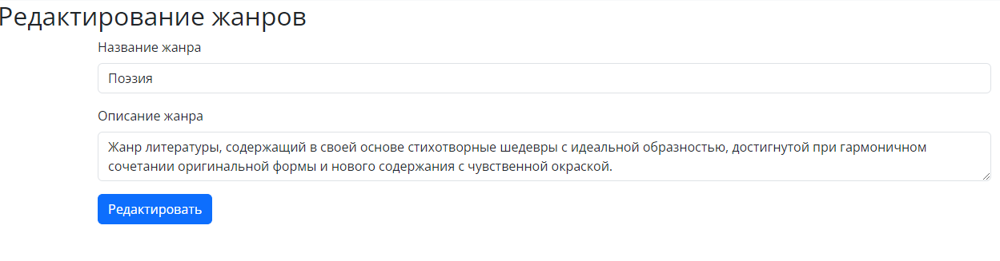 Редактирование жанров
Название жанра
Поэзия
Описание жанра
Жанр литературы, содержащий в своей основе стихотворные шедевры с идеальной образностью, достигнутой при гармоничном
сочетании оригинальной формы и нового содержания с чувственной окраской.
Редактировать